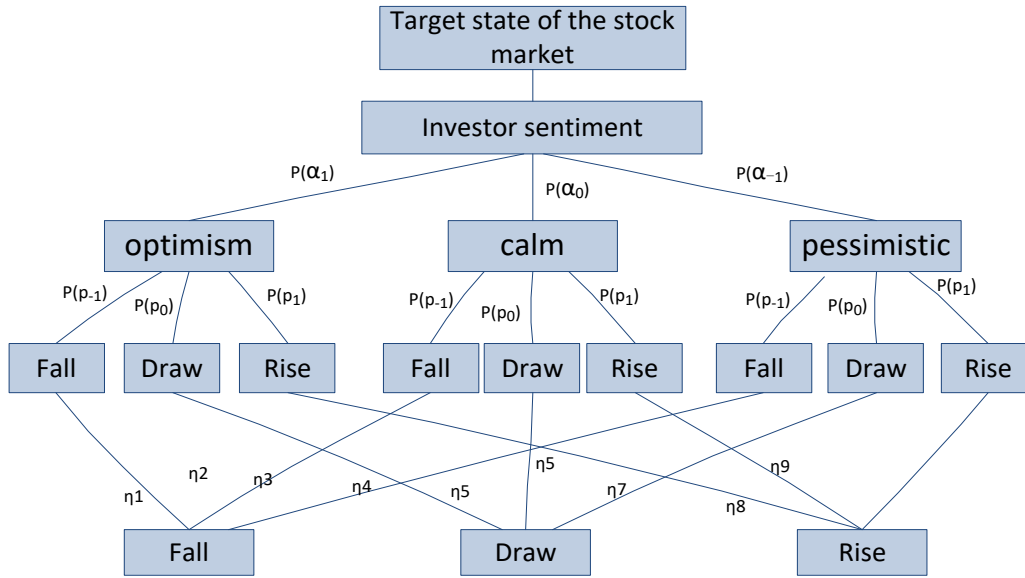 Target state of the stock
market
Investor sentiment
P(α₁)
P(α₀)
P(α₋₁)
optimism
calm
pessimistic
P(p₋₁)
P(p₀)
P(p₁)
P(p₋₁)
P(p₀)
P(p₁)
P(p₋₁)
P(p₀)
P(p₁)
Fall
Draw
Rise
Fall
Draw
Rise
Fall
Draw
Rise
η1
η2
η3
η4
η5
η5
η7
η8
η9
Fall
Draw
Rise